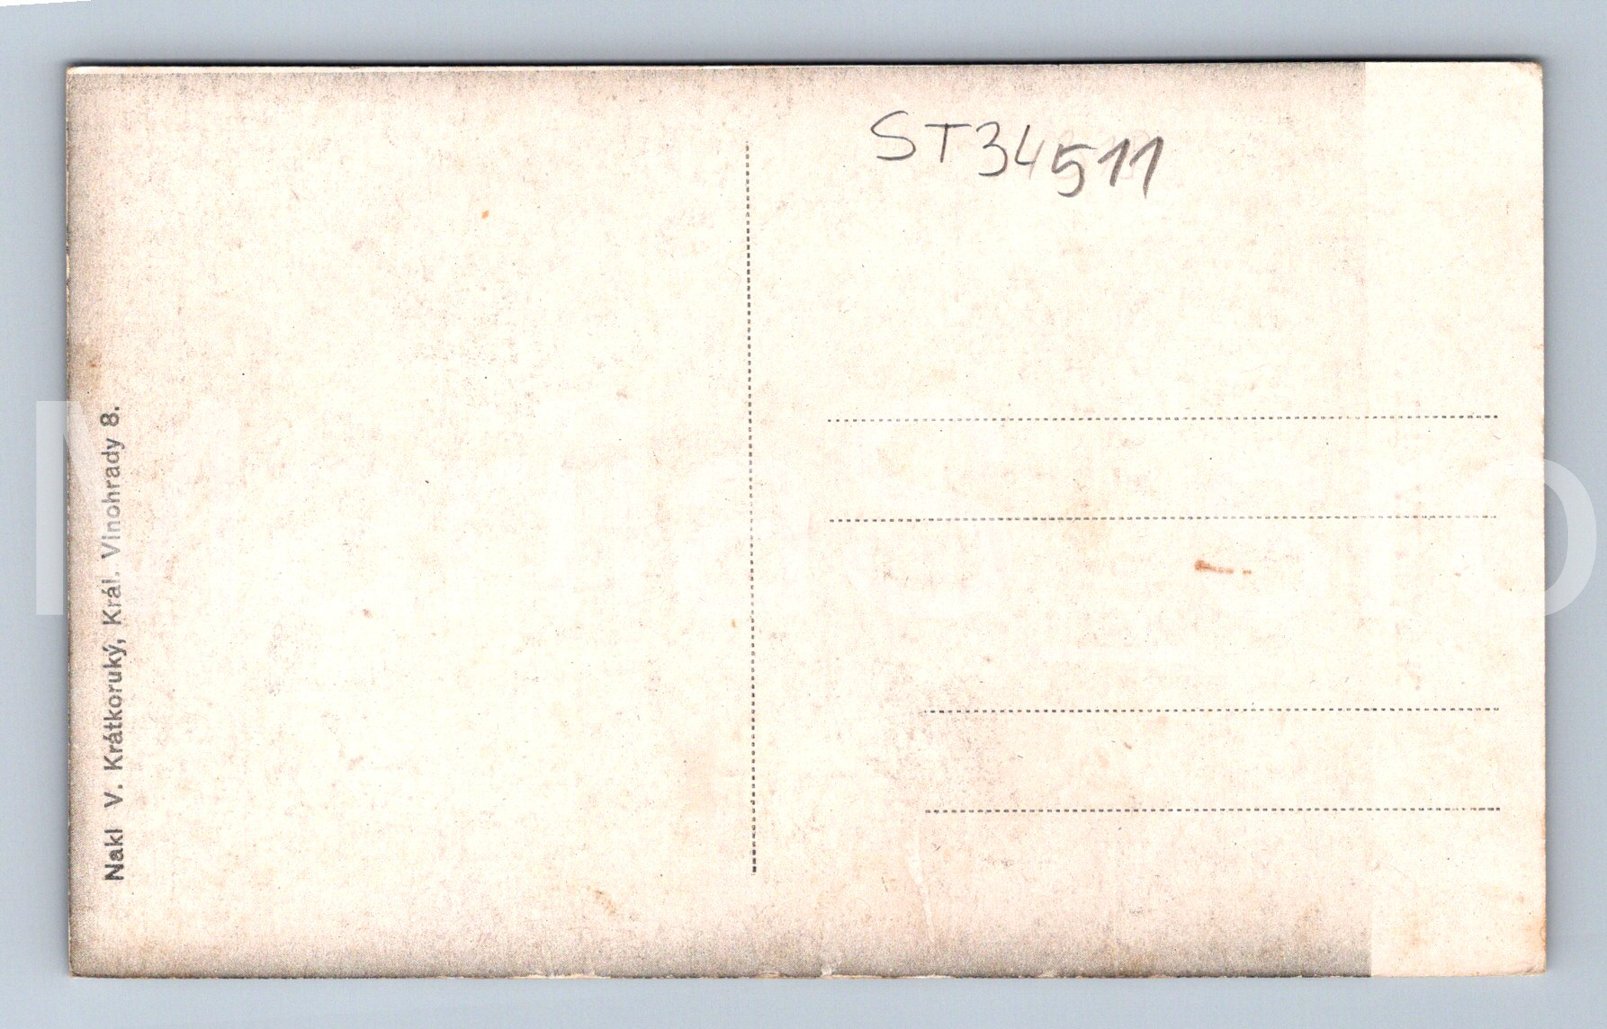 ST34511
Nakl V. Krátkoruký, Král. Vinohrady 8.